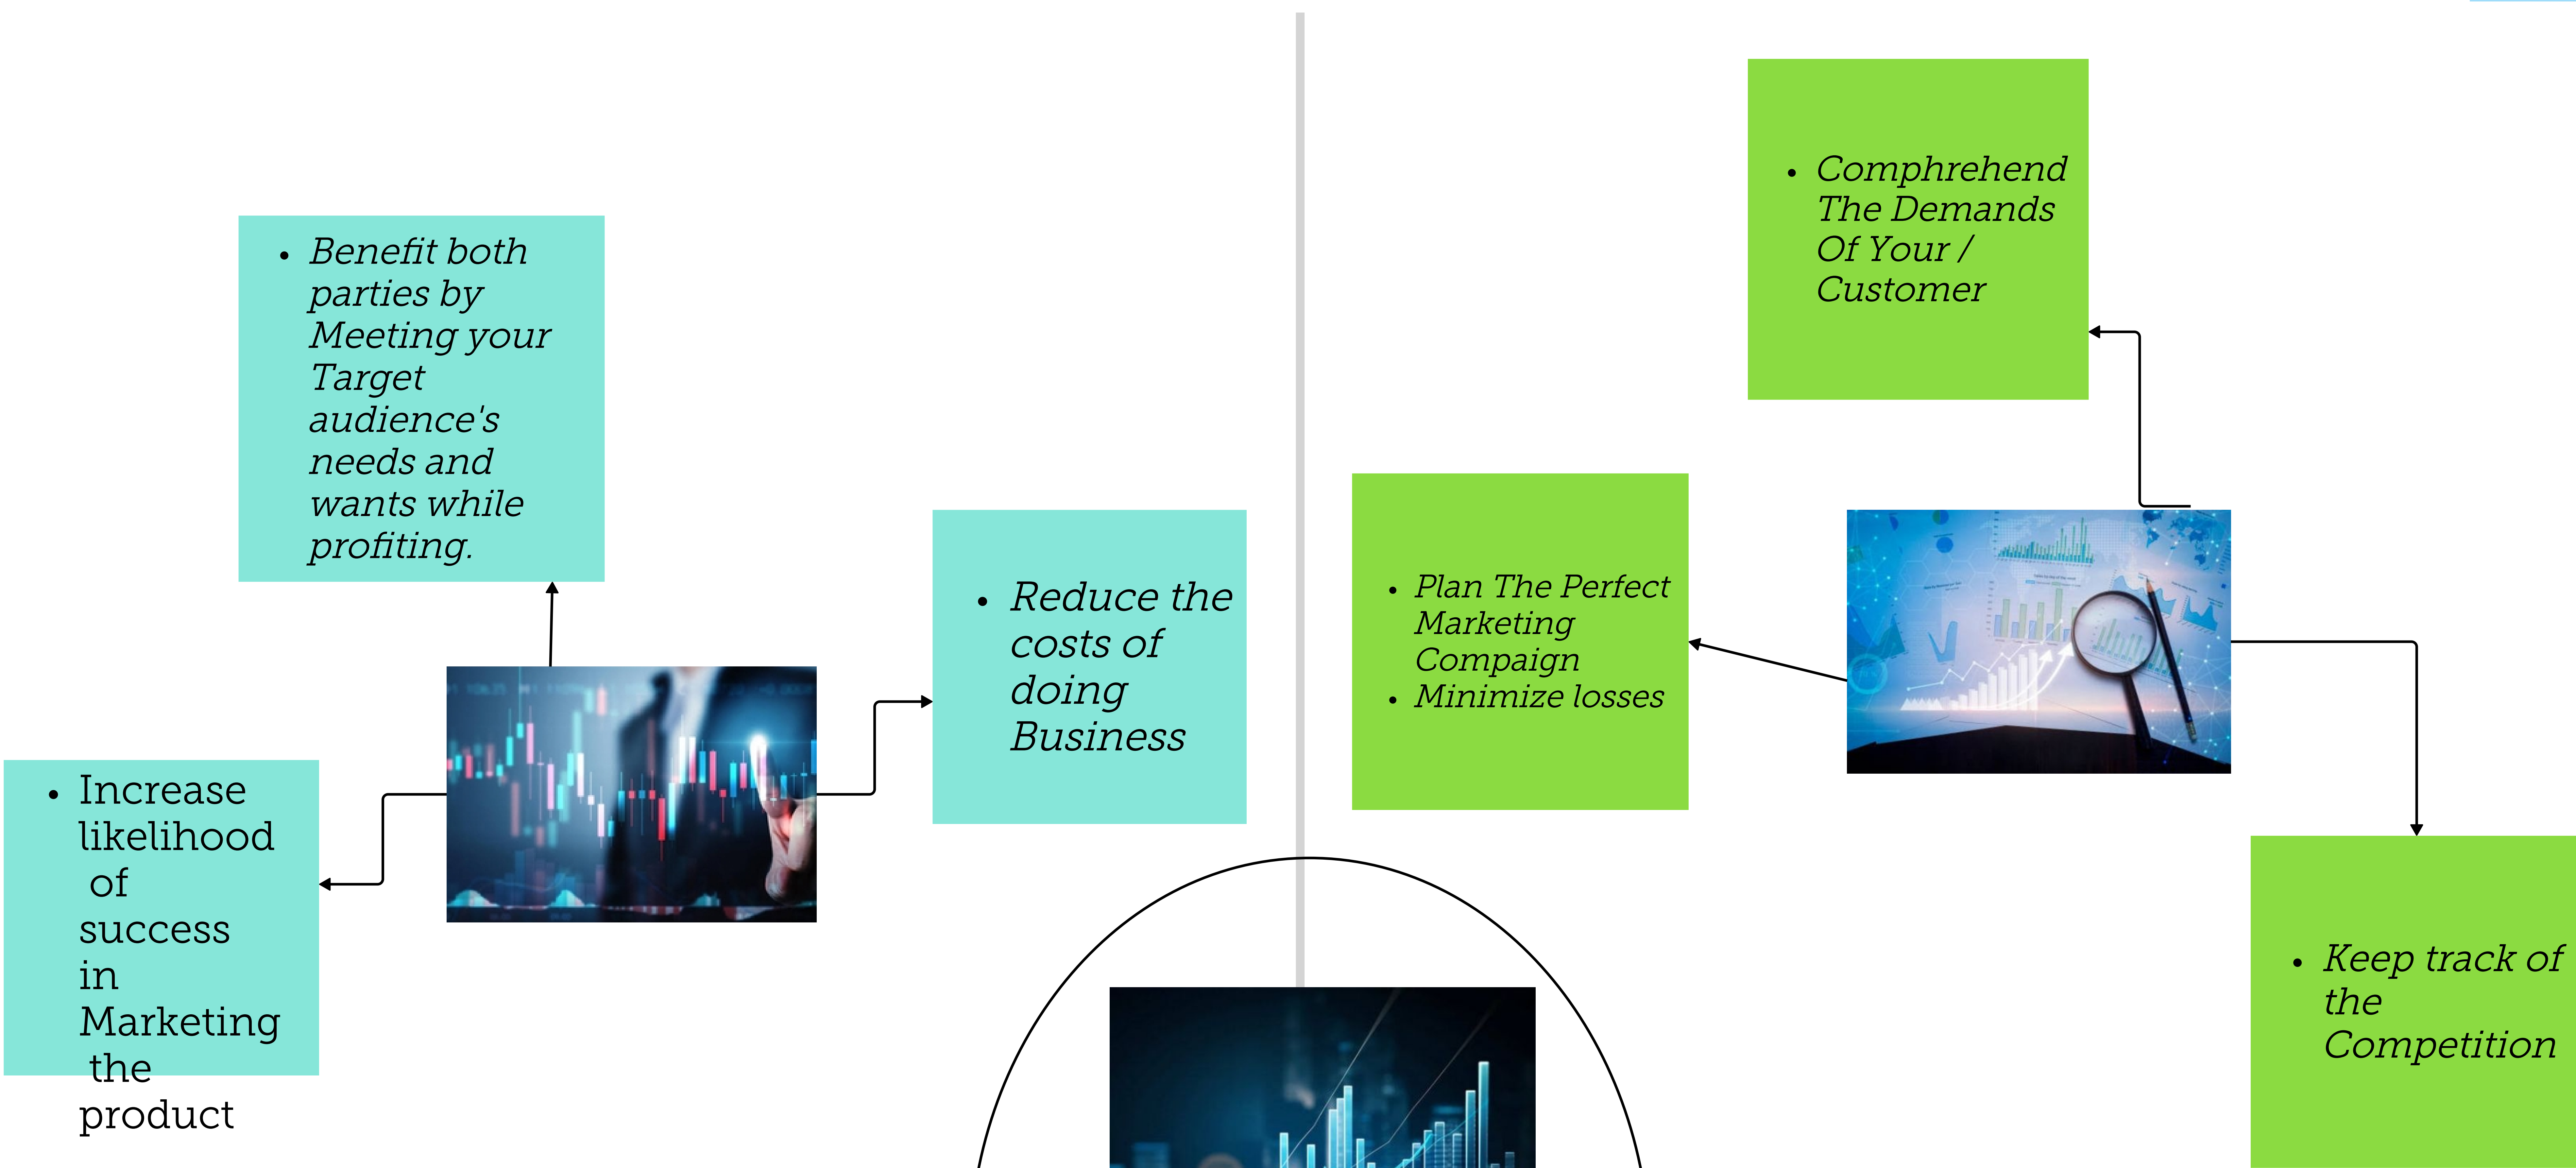 • Benefit both
parties by
Meeting your
Target
audience's
needs and
wants while
profiting.
• Reduce the
costs of
doing
Business
• Increase
likelihood
of
success
in
Marketing
the
product
• Comphrehend
The Demands
Of Your /
Customer
• Plan The Perfect
Marketing
Compaign
• Minimize losses
• Keep track of
the
Competition